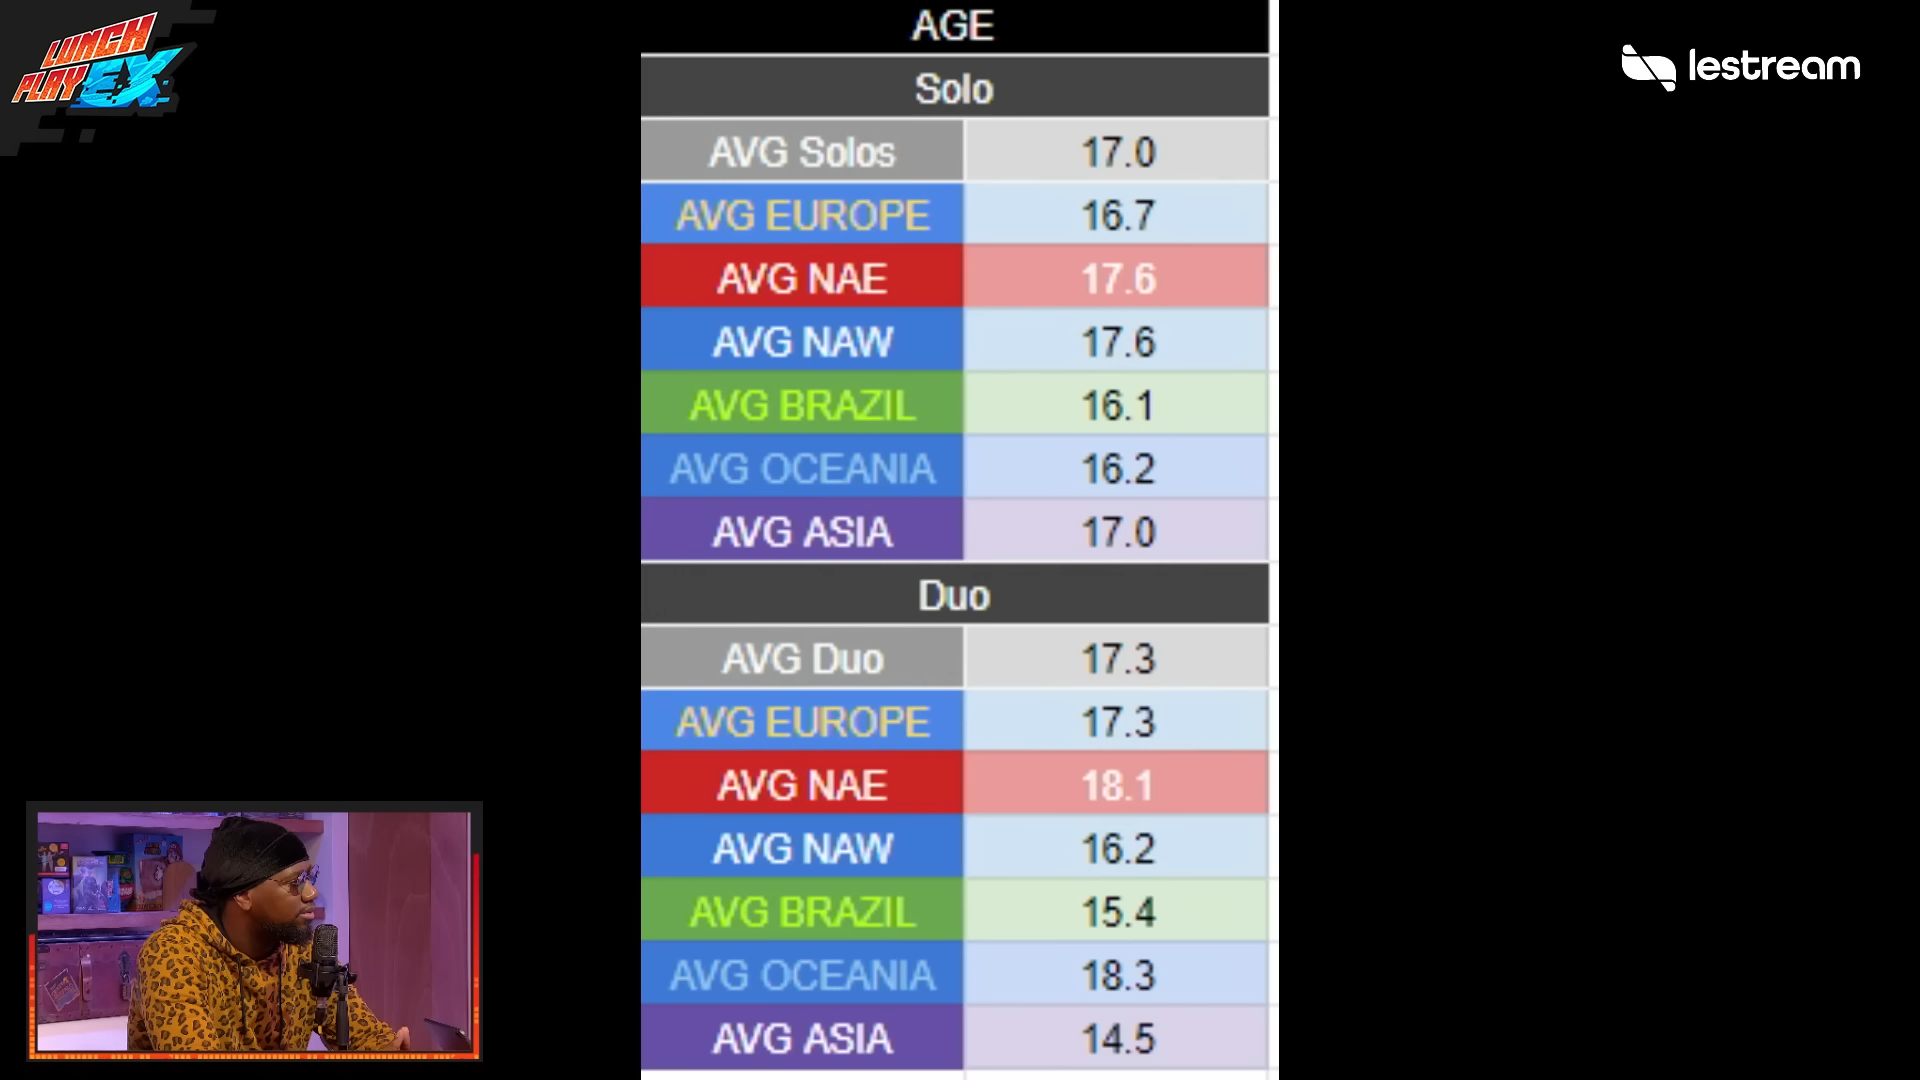 LUNCH
PLAY EX
lestream
AGE
Solo
AVG Solos 17.0
AVG EUROPE 16.7
AVG NAE 17.6
AVG NAW 17.6
AVG BRAZIL 16.1
AVG OCEANIA 16.2
AVG ASIA 17.0
Duo
AVG Duo 17.3
AVG EUROPE 17.3
AVG NAE 18.1
AVG NAW 16.2
AVG BRAZIL 15.4
AVG OCEANIA 18.3
AVG ASIA 14.5